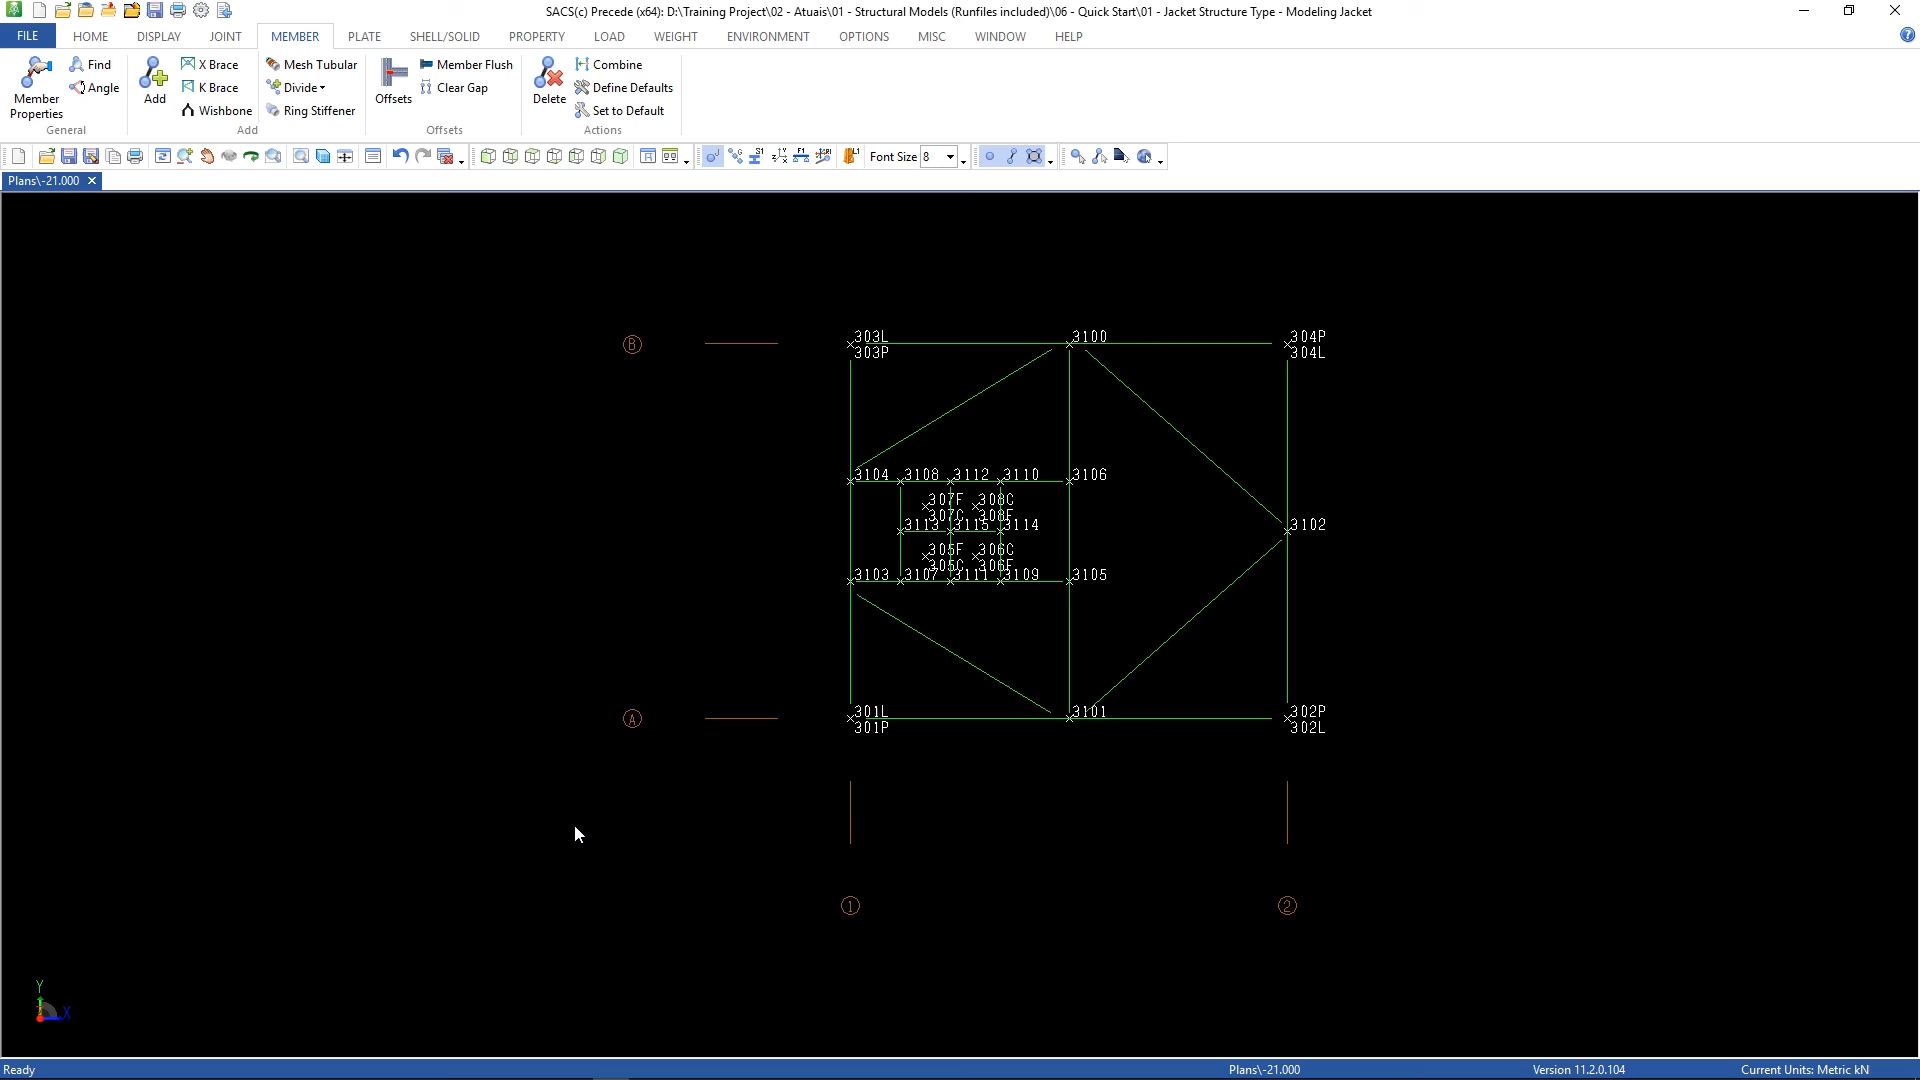 SACS(c) Precede (x64): D:\Training Project\02 - Atuais\01 - Structural Models (Runfiles included)\06 - Quick Start\01 - Jacket Structure Type - Modeling Jacket
FILE HOME DISPLAY JOINT MEMBER PLATE SHELL/SOLID PROPERTY LOAD WEIGHT ENVIRONMENT OPTIONS MISC WINDOW HELP
Member Properties
Find
Angle
General
Add
X Brace
K Brace
Wishbone
Mesh Tubular
Divide
Ring Stiffener
Add
Offsets
Member Flush
Clear Gap
Offsets
Delete
Combine
Define Defaults
Set to Default
Actions
Font Size 8
Plans\-21.000
B
303L 3100 304P
303P 304L
3104 3108 3112 3110 3106
307F 308C
307C 308F
3113 3115 3114 3102
305F 306C
305C 306F
3103 3107 3111 3109 3105
A
301L 3101 302P
301P 302L
1 2
Y
X
Ready Plans\-21.000 Version 11.2.0.104 Current Units: Metric kN